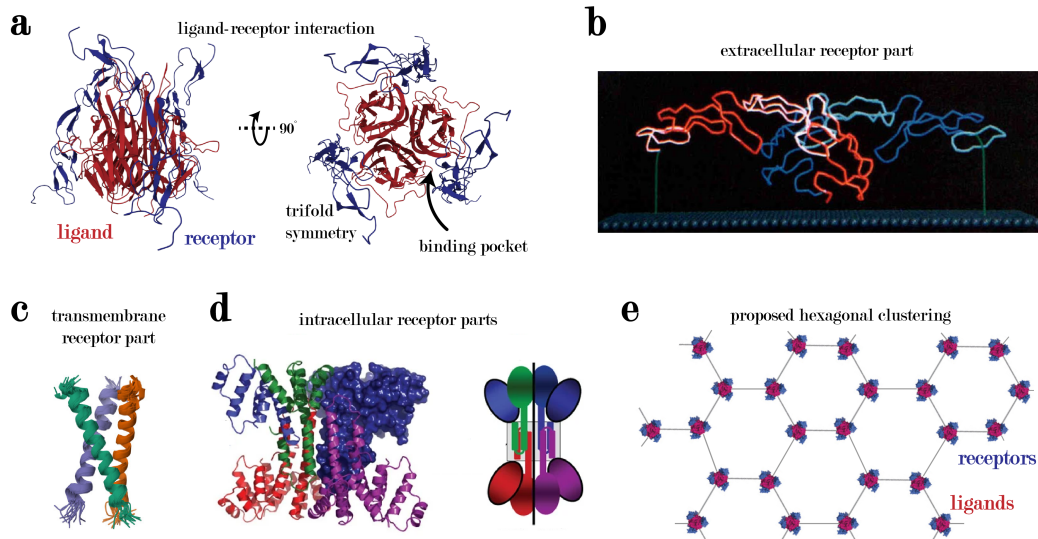 a
ligand-receptor interaction
90°
ligand
receptor
trifold
symmetry
binding pocket
b
extracellular receptor part
c
transmembrane
receptor part
d
intracellular receptor parts
e
proposed hexagonal clustering
receptors
ligands